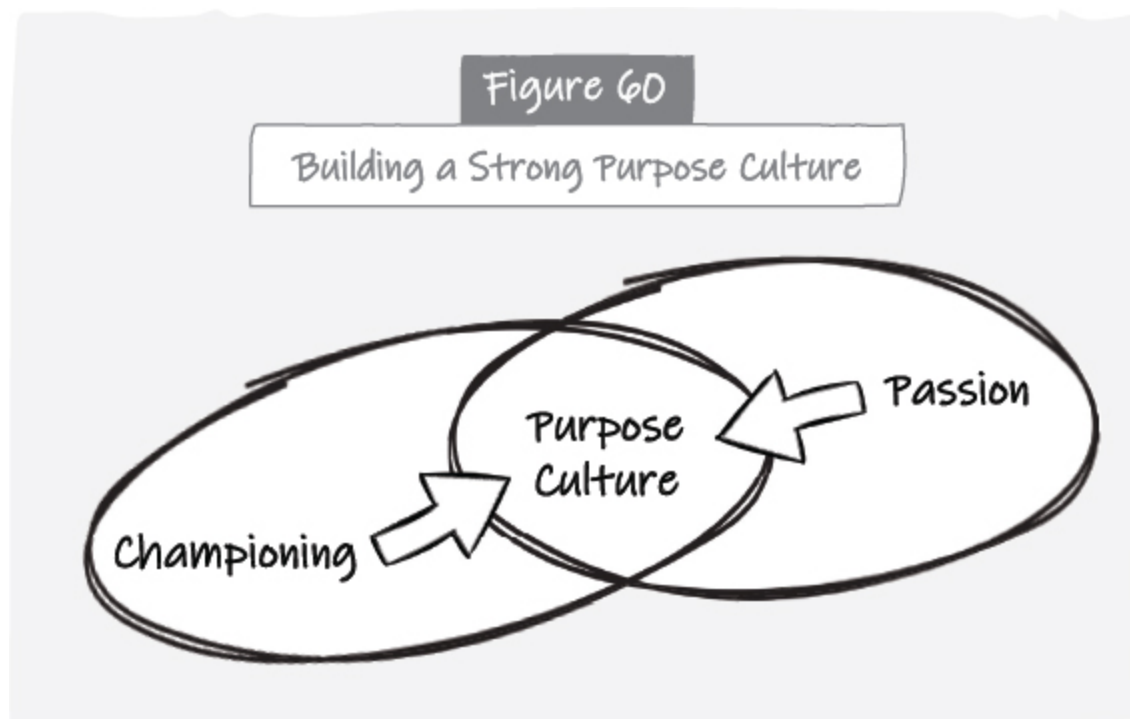 Figure 60
Building a Strong Purpose Culture
Passion
Purpose
Culture
Championing